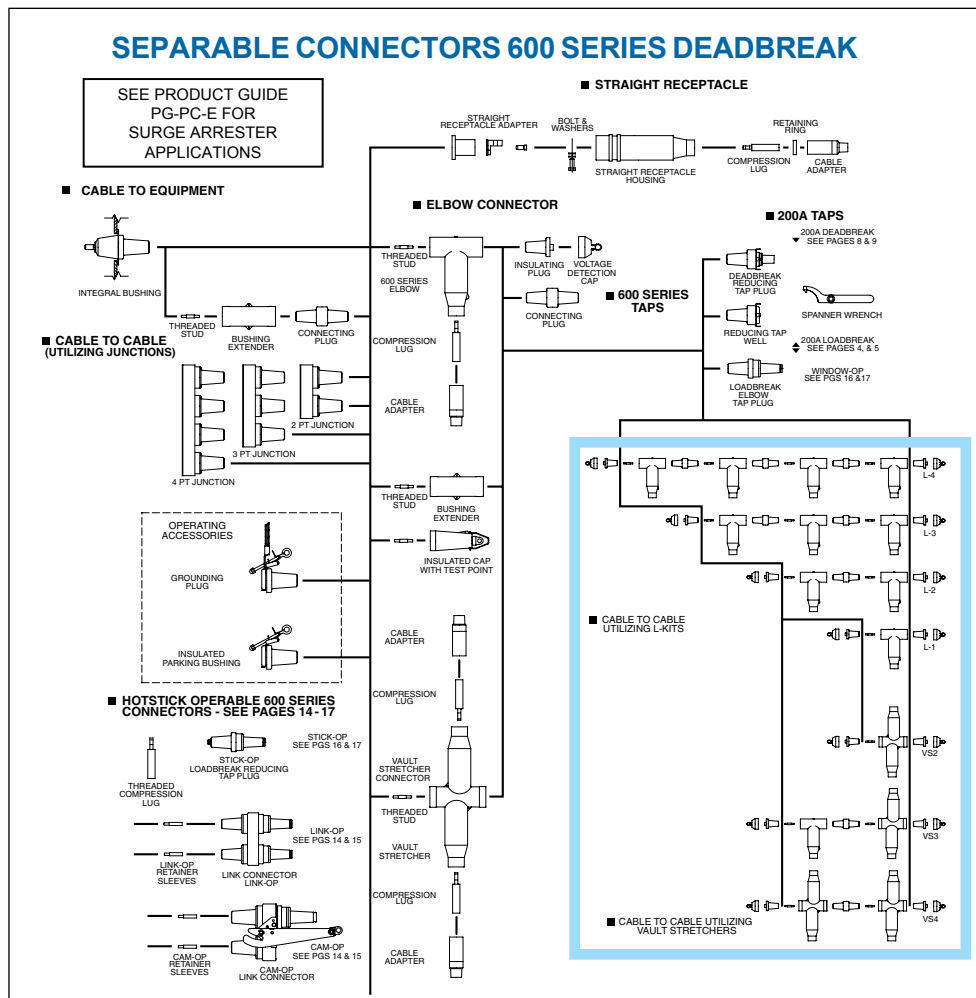 SEPARABLE CONNECTORS 600 SERIES DEADBREAK
SEE PRODUCT GUIDE
PG-PC-E FOR
SURGE ARRESTER
APPLICATIONS
■ STRAIGHT RECEPTACLE
STRAIGHT
RECEPTACLE ADAPTER
BOLT &
WASHERS
STRAIGHT RECEPTACLE
HOUSING
COMPRESSION
LUG
RETAINING
RING
CABLE
ADAPTER
■ CABLE TO EQUIPMENT
INTEGRAL BUSHING
THREADED
STUD
BUSHING
EXTENDER
CONNECTING
PLUG
■ ELBOW CONNECTOR
THREADED
STUD
600 SERIES
ELBOW
INSULATING
PLUG
VOLTAGE
DETECTION
CAP
CONNECTING
PLUG
■ 600 SERIES
TAPS
COMPRESSION
LUG
CABLE
ADAPTER
■ 200A TAPS
200A DEADBREAK
SEE PAGES 8 & 9
DEADBREAK
REDUCING
TAP PLUG
SPANNER WRENCH
REDUCING TAP
WELL
200A LOADBREAK
SEE PAGES 4, & 5
LOADBREAK
ELBOW
TAP PLUG
WINDOW-OP
SEE PGS 16 &17
■ CABLE TO CABLE
(UTILIZING JUNCTIONS)
2 PT JUNCTION
3 PT JUNCTION
4 PT JUNCTION
THREADED
STUD
BUSHING
EXTENDER
INSULATED CAP
WITH TEST POINT
OPERATING
ACCESSORIES
GROUNDING
PLUG
INSULATED
PARKING BUSHING
CABLE
ADAPTER
COMPRESSION
LUG
VAULT
STRETCHER
CONNECTOR
THREADED
STUD
VAULT
STRETCHER
COMPRESSION
LUG
CABLE
ADAPTER
■ HOTSTICK OPERABLE 600 SERIES
CONNECTORS - SEE PAGES 14 - 17
THREADED
COMPRESSION
LUG
STICK-OP
LOADBREAK REDUCING
TAP PLUG
STICK-OP
SEE PGS 16 & 17
LINK-OP
RETAINER
SLEEVES
LINK CONNECTOR
LINK-OP
LINK-OP
SEE PGS 14 & 15
CAM-OP
RETAINER
SLEEVES
CAM-OP
LINK CONNECTOR
CAM-OP
SEE PGS 14 & 15
L-4
L-3
L-2
■ CABLE TO CABLE
UTILIZING L-KITS
L-1
VS2
VS3
VS4
■ CABLE TO CABLE UTILIZING
VAULT STRETCHERS